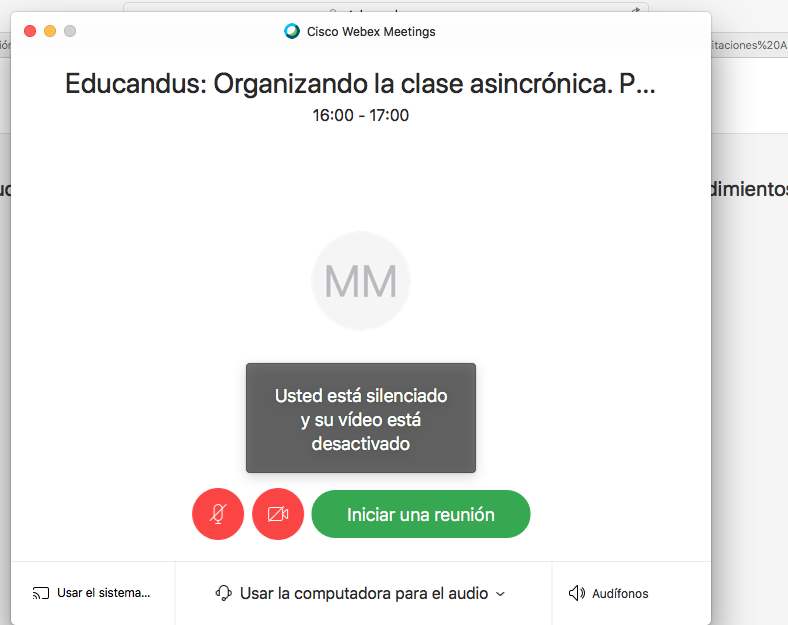 Cisco Webex Meetings
itaciones%20A
Educandus: Organizando la clase asincrónica. P...
16:00 - 17:00
dimientos
MM
Usted está silenciado
y su vídeo está
desactivado
Iniciar una reunión
Usar el sistema...
Usar la computadora para el audio
Audífonos